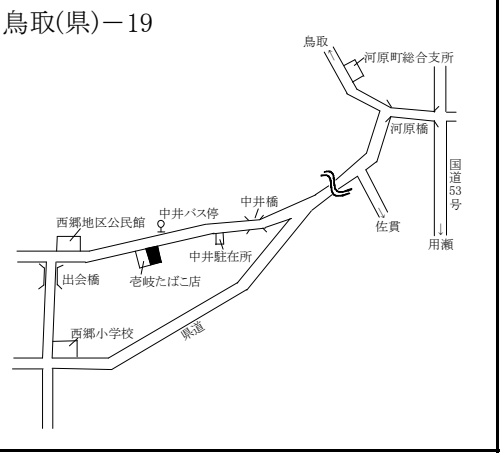 鳥取(県)－19
鳥取
河原町総合支所
河原橋
国道53号
用瀬
佐貫
中井橋
中井バス停
西郷地区公民館
中井駐在所
壱岐たばこ店
出会橋
西郷小学校
県道